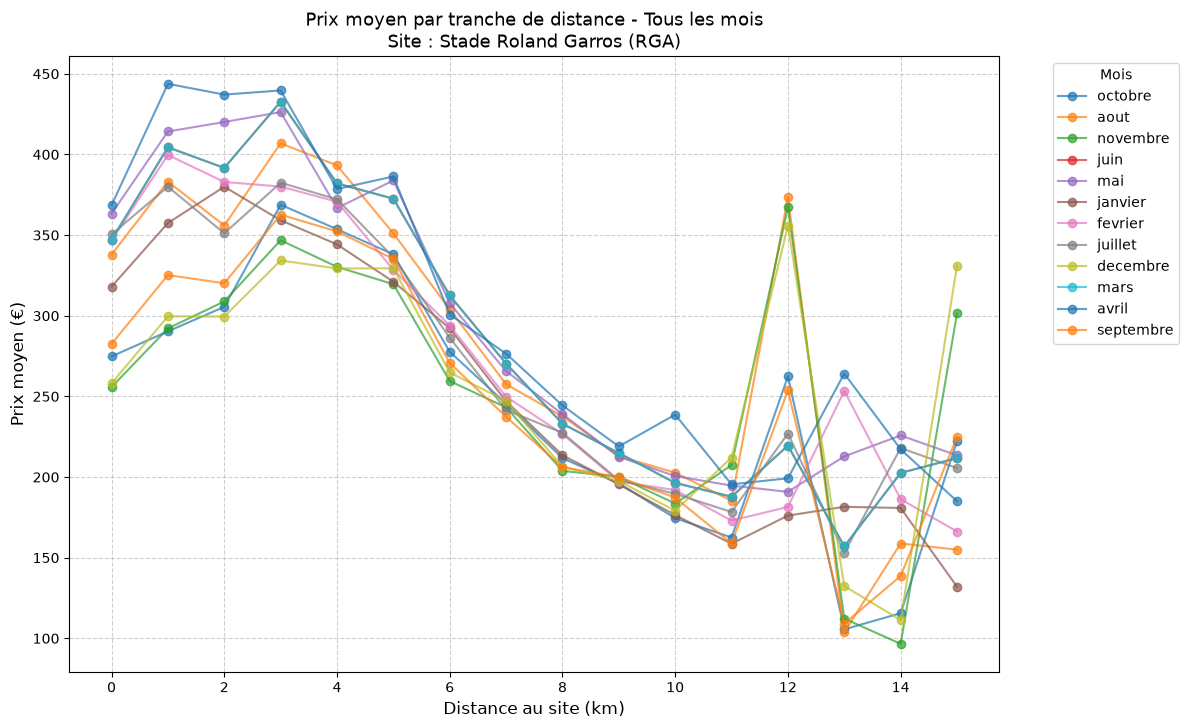 Prix moyen par tranche de distance - Tous les mois
Site : Stade Roland Garros (RGA)
Prix moyen (€)
450
400
350
300
250
200
150
100
0 2 4 6 8 10 12 14
Distance au site (km)
Mois
octobre
aout
novembre
juin
mai
janvier
fevrier
juillet
decembre
mars
avril
septembre